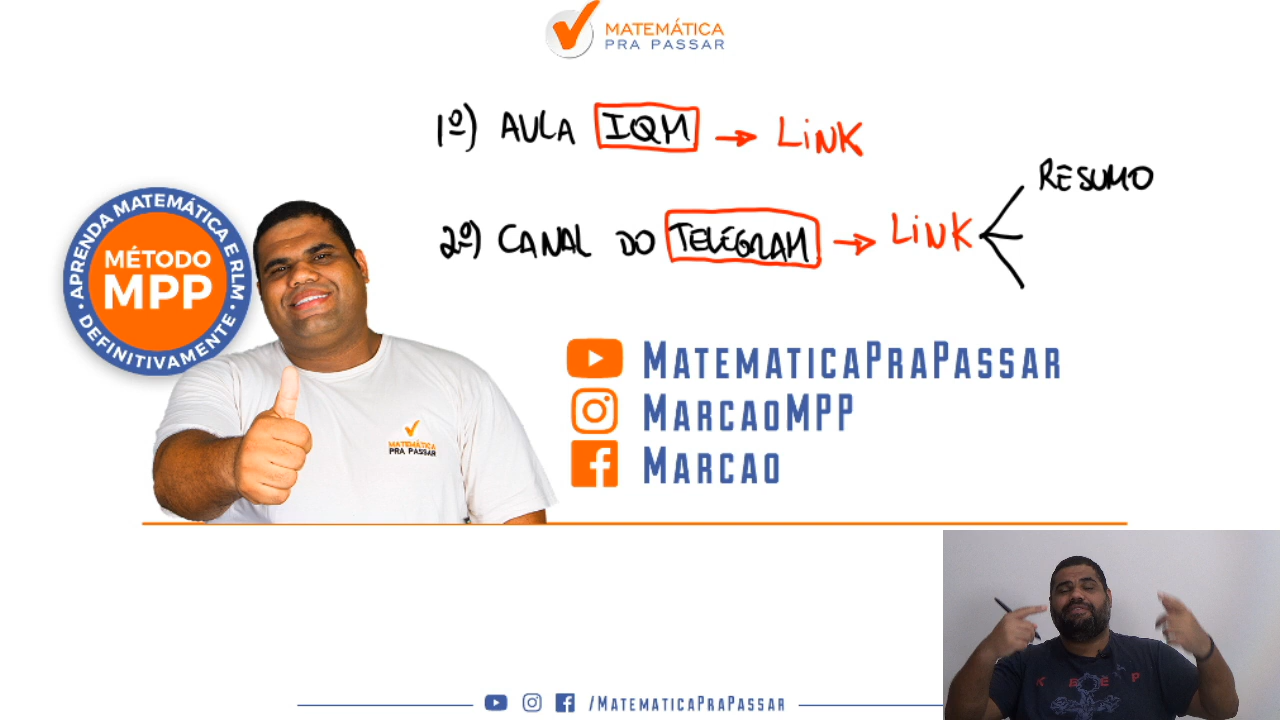 MATEMÁTICA
PRA PASSAR
1º) AULA IQM → LINK
RESUMO
2º) CANAL DO TELEGRAM → LINK
• APRENDA MATEMÁTICA E RLM •
MÉTODO
MPP
DEFINITIVAMENTE
MATEMATICAPRAPASSAR
MARCAOMPP
MARCAO
MATEMÁTICA
PRA PASSAR
K E E P
/MATEMATICAPRAPASSAR